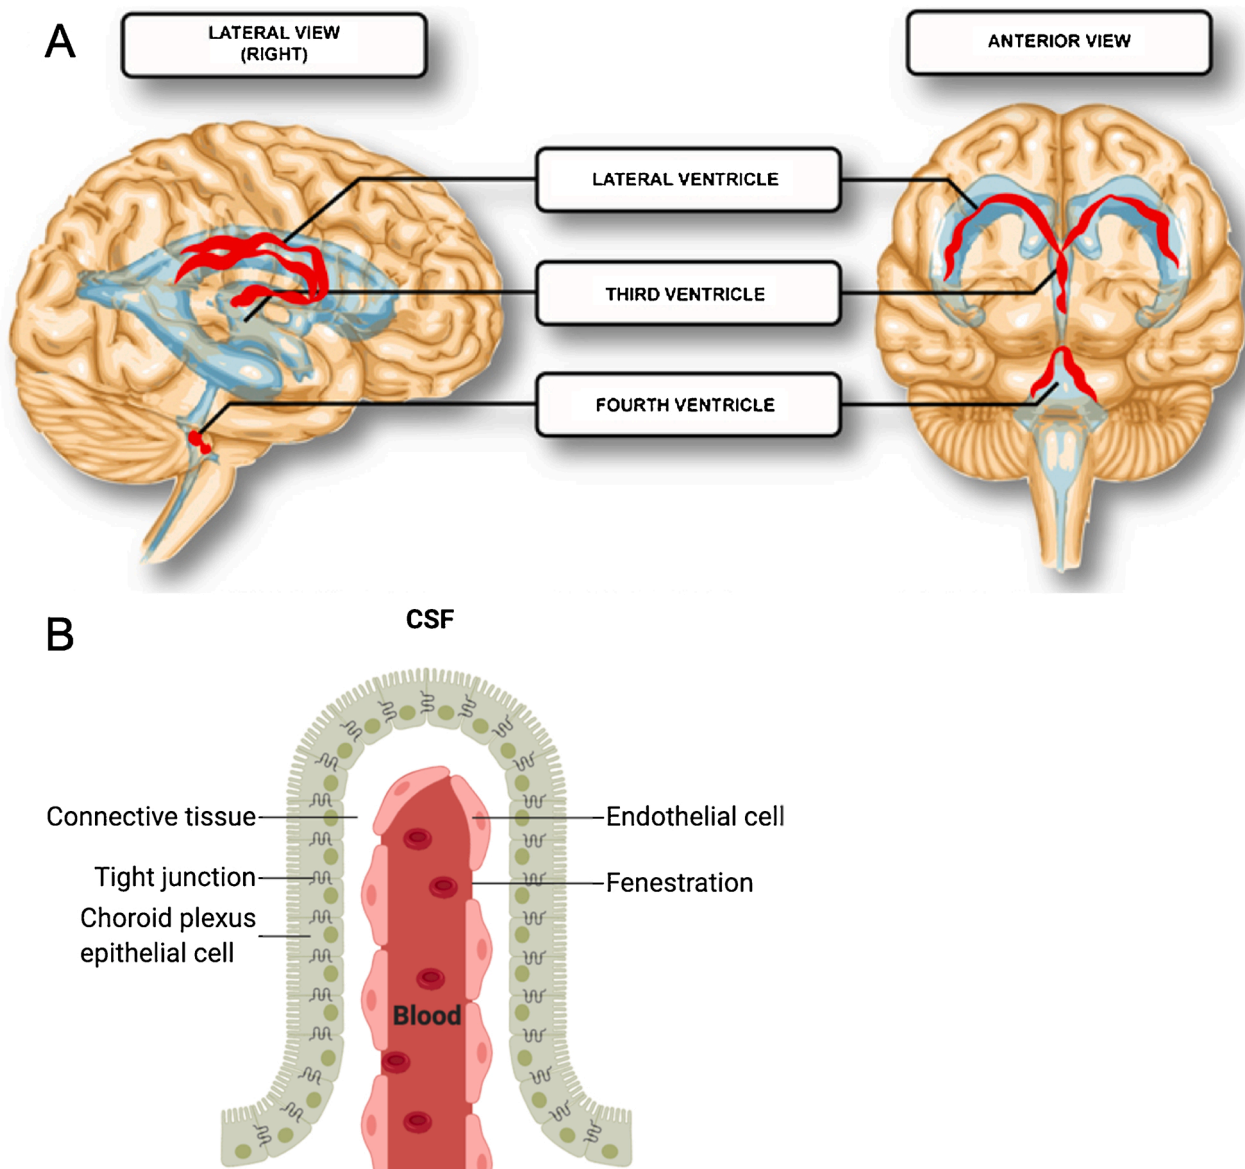 A
LATERAL VIEW
(RIGHT)
ANTERIOR VIEW
LATERAL VENTRICLE
THIRD VENTRICLE
FOURTH VENTRICLE
B
CSF
Connective tissue
Endothelial cell
Tight junction
Fenestration
Choroid plexus
epithelial cell
Blood